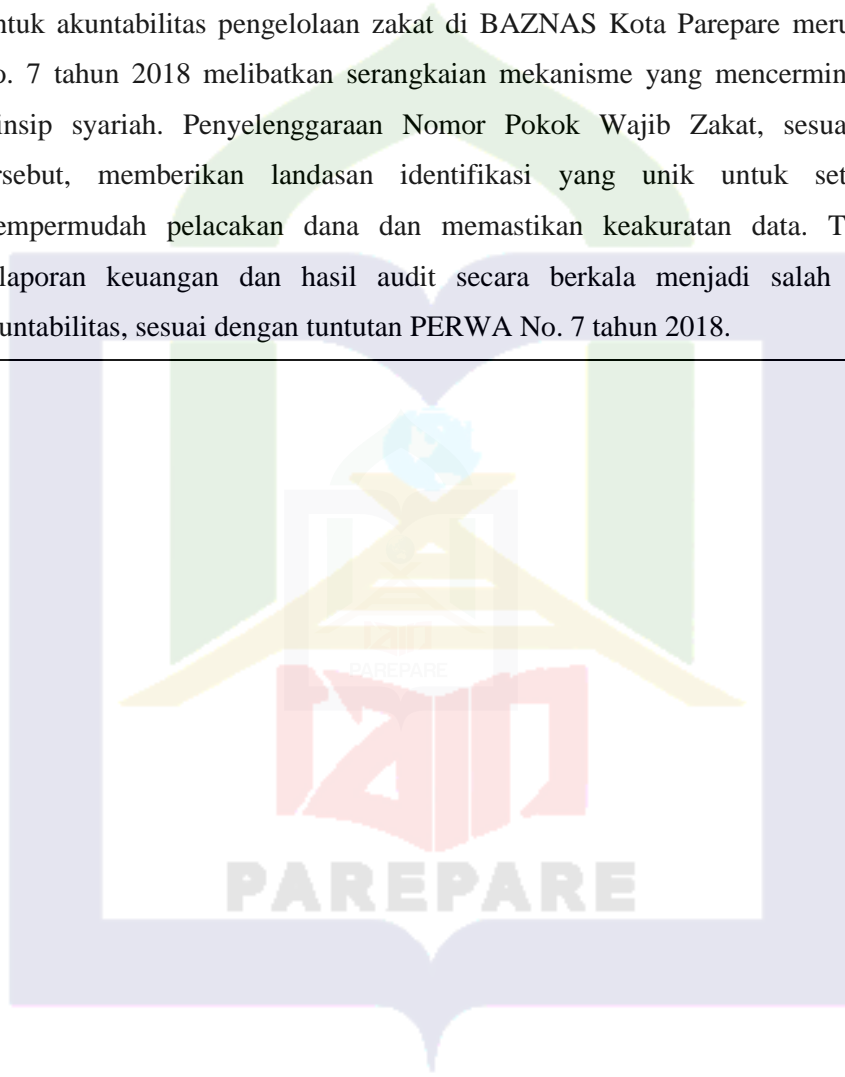 ntuk akuntabilitas pengelolaan zakat di BAZNAS Kota Parepare meru
o. 7 tahun 2018 melibatkan serangkaian mekanisme yang mencermin
insip syariah. Penyelenggaraan Nomor Pokok Wajib Zakat, sesua
rsebut, memberikan landasan identifikasi yang unik untuk set
empermudah pelacakan dana dan memastikan keakuratan data. T
laporan keuangan dan hasil audit secara berkala menjadi salah
untabilitas, sesuai dengan tuntutan PERWA No. 7 tahun 2018.
iain
PAREPARE
iain
PAREPARE